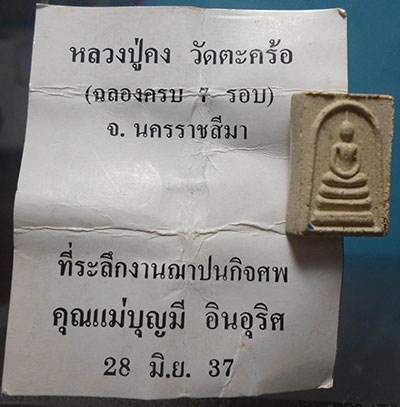 หลวงปู่คง วัดตะคร้อ
(ฉลองครบ 7 รอบ)
จ. นครราชสีมา
ที่ระลึกงานฌาปนกิจศพ
คุณแม่บุญมี อินอุริศ
28 มิ.ย. 37